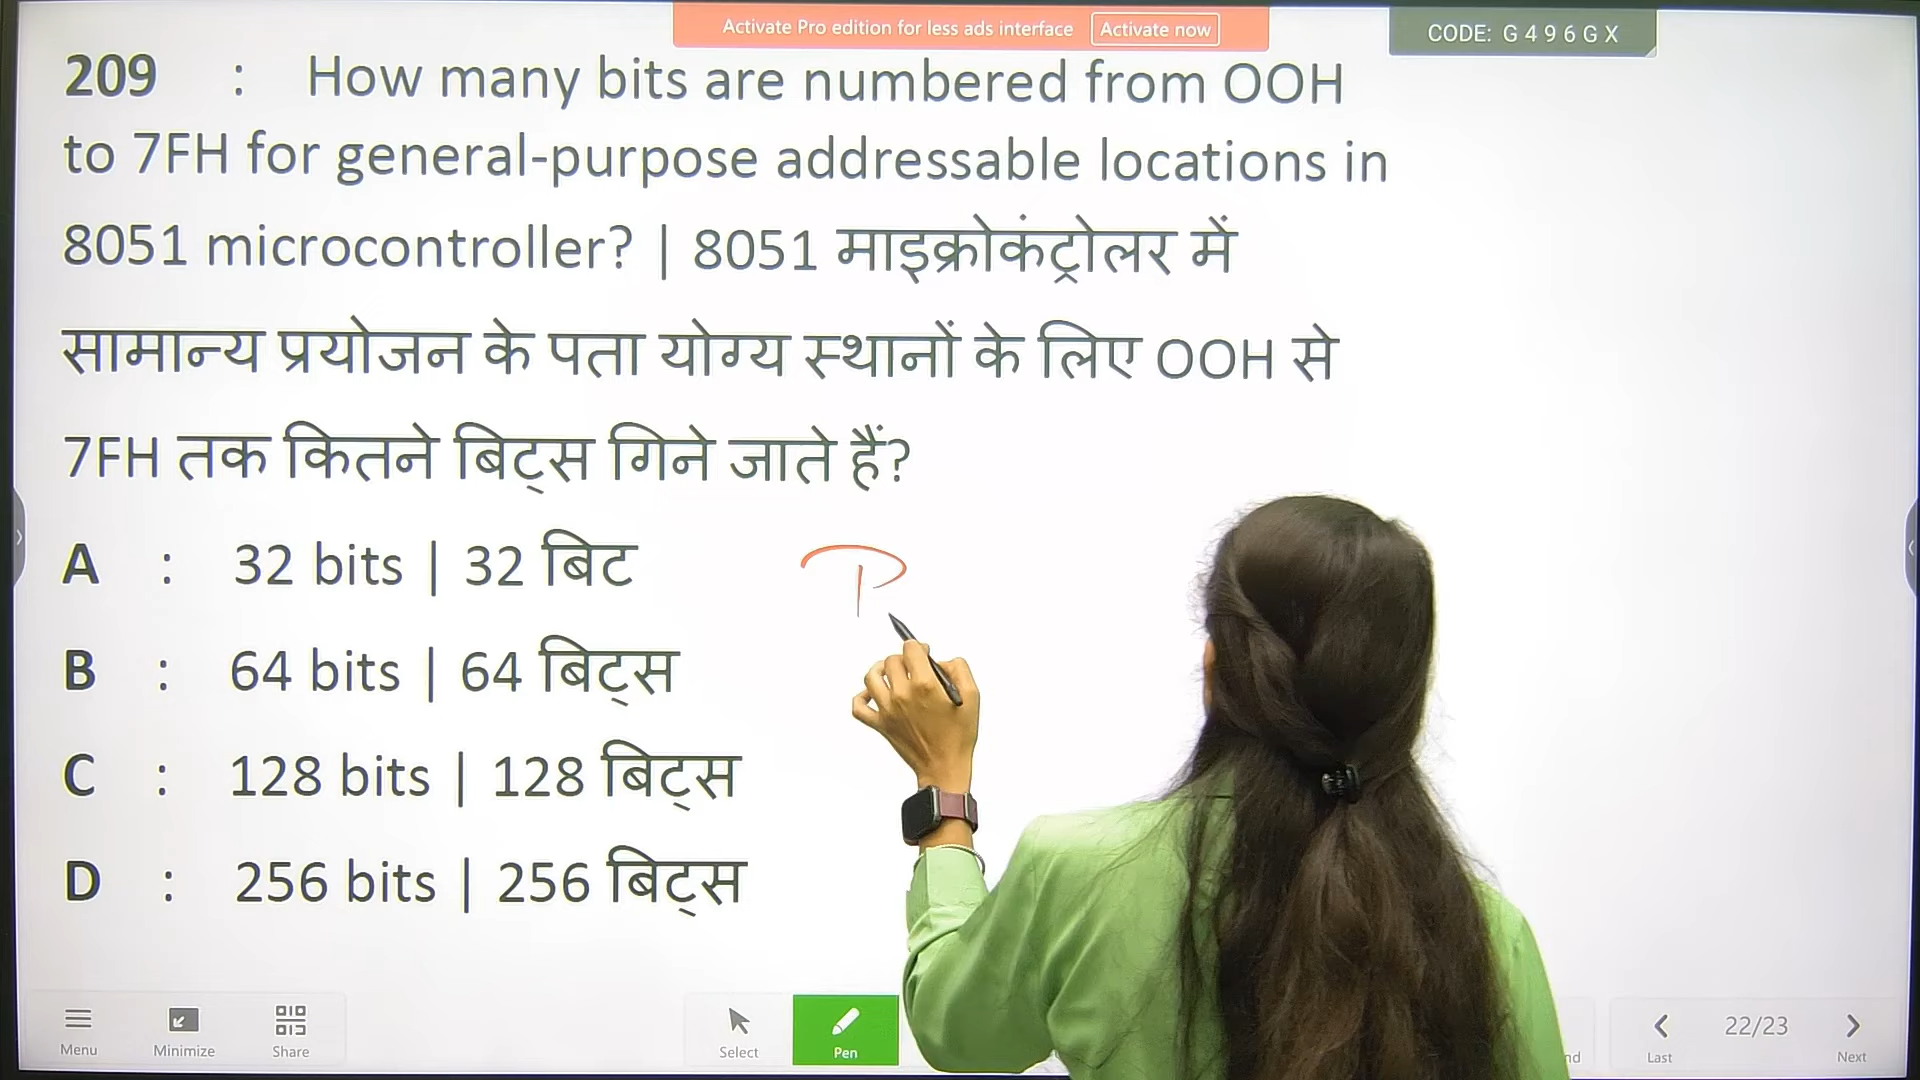 Activate Pro edition for less ads interface Activate now
CODE: G 4 9 6 G X
209 : How many bits are numbered from OOH
to 7FH for general-purpose addressable locations in
8051 microcontroller? | 8051 माइक्रोकंट्रोलर में
सामान्य प्रयोजन के पता योग्य स्थानों के लिए OOH से
7FH तक कितने बिट्स गिने जाते हैं?
A : 32 bits | 32 बिट
B : 64 bits | 64 बिट्स
C : 128 bits | 128 बिट्स
D : 256 bits | 256 बिट्स
Menu Minimize Share Select Pen Last 22/23 Next